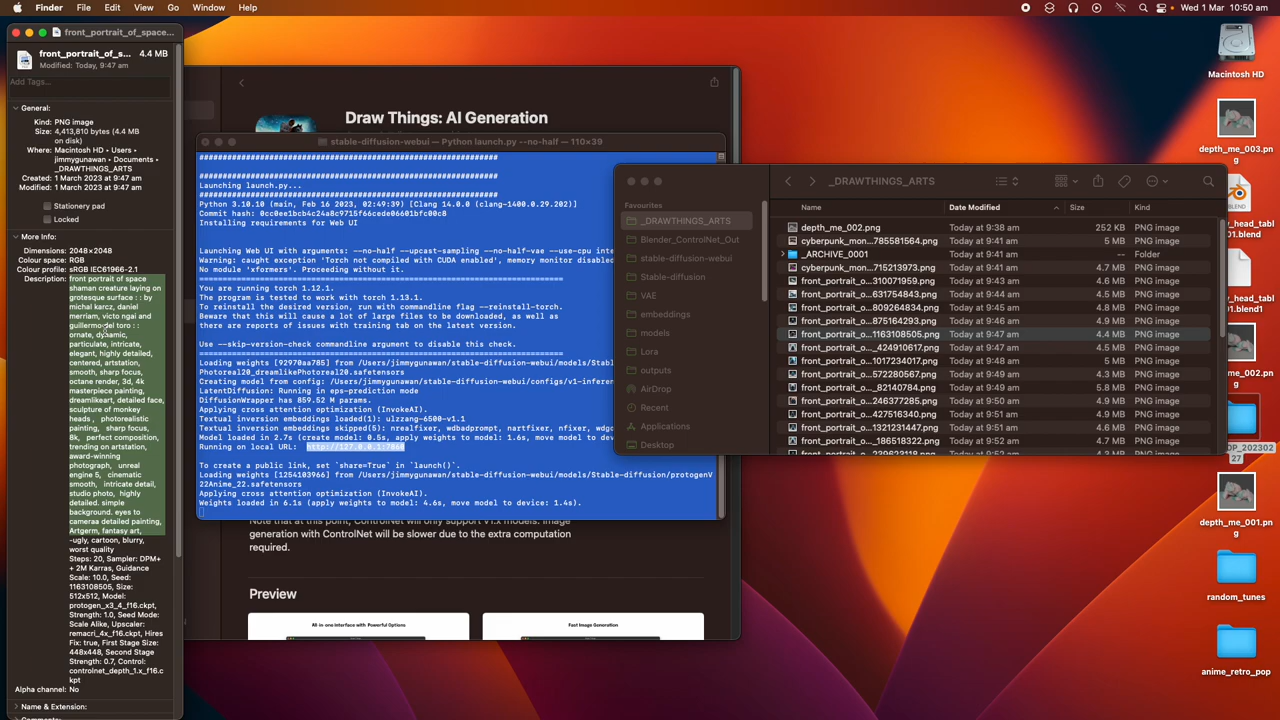 Finder File Edit View Go Window Help
Wed 1 Mar 10:50 am
front_portrait_of_space...
front_portrait_of_s... 4.4 MB
Modified: Today, 9:47 am
Add Tags...
General:
Kind: PNG image
Size: 4,413,810 bytes (4.4 MB
on disk)
Where: Macintosh HD • Users •
jimmygunawan • Documents •
_DRAWTHINGS_ARTS
Created: 1 March 2023 at 9:47 am
Modified: 1 March 2023 at 9:47 am
Stationery pad
Locked
More Info:
Dimensions: 2048×2048
Colour space: RGB
Colour profile: sRGB IEC61966-2.1
Description: front portrait of space
shaman creature laying on
grotesque surface : : by
michal karcz, daniel
merriam, victo ngai and
guillermo del toro : :
ornate, dynamic,
particulate, intricate,
elegant, highly detailed,
centered, artstation,
smooth, sharp focus,
octane render, 3d, 4k
masterpiece painting,
dreamlikeart, detailed face,
sculpture of monkey
heads , photorealistic
painting, sharp focus,
8k, perfect composition,
trending on artstation,
award-winning
photograph, unreal
engine 5, cinematic
smooth, intricate detail,
studio photo, highly
detailed. simple
background. eyes to
cameraa detailed painting,
Artgerm, fantasy art,
-ugly, cartoon, blurry,
worst quality
Steps: 20, Sampler: DPM+
+ 2M Karras, Guidance
Scale: 10.0, Seed:
1163108505, Size:
512x512, Model:
protogen_x3_4_f16.ckpt,
Strength: 1.0, Seed Mode:
Scale Alike, Upscaler:
remacri_4x_f16.ckpt, Hires
Fix: true, First Stage Size:
448x448, Second Stage
Strength: 0.7, Control:
controlnet_depth_1.x_f16.c
kpt
Alpha channel: No
Name & Extension:
Comments:
Draw Things: AI Generation
stable-diffusion-webui — Python launch.py --no-half — 110×39
################################################################
################################################################
Launching launch.py...
################################################################
Python 3.10.10 (main, Feb 16 2023, 02:49:39) [Clang 14.0.0 (clang-1400.0.29.202)]
Commit hash: 0cc0ee1bcb4c24a8c9715f66cede06601bfc00c8
Installing requirements for Web UI
Launching Web UI with arguments: --no-half --upcast-sampling --no-half-vae --use-cpu inte
Warning: caught exception 'Torch not compiled with CUDA enabled', memory monitor disabled
No module 'xformers'. Proceeding without it.
==============================================================================
You are running torch 1.12.1.
The program is tested to work with torch 1.13.1.
To reinstall the desired version, run with commandline flag --reinstall-torch.
Beware that this will cause a lot of large files to be downloaded, as well as
there are reports of issues with training tab on the latest version.
Use --skip-version-check commandline argument to disable this check.
==============================================================================
Loading weights [92970aa785] from /Users/jimmygunawan/stable-diffusion-webui/models/Stabl
Photoreal20_dreamlikePhotoreal20.safetensors
Creating model from config: /Users/jimmygunawan/stable-diffusion-webui/configs/v1-inferen
LatentDiffusion: Running in eps-prediction mode
DiffusionWrapper has 859.52 M params.
Applying cross attention optimization (InvokeAI).
Textual inversion embeddings loaded(1): ulzzang-6500-v1.1
Textual inversion embeddings skipped(5): nrealfixer, wdbadprompt, nartfixer, nfixer, wdgo
Model loaded in 2.7s (create model: 0.5s, apply weights to model: 1.6s, move model to dev
Running on local URL: http://127.0.0.1:7860
To create a public link, set `share=True` in `launch()`.
Loading weights [1254103966] from /Users/jimmygunawan/stable-diffusion-webui/models/Stable-diffusion/protogenV
22Anime_22.safetensors
Applying cross attention optimization (InvokeAI).
Weights loaded in 6.1s (apply weights to model: 4.6s, move model to device: 1.4s).
Note that at this point, ControlNet will only support v1.x models. Image
generation with ControlNet will be slower due to the extra computation
required.
Preview
All in one interface with Powerful Options
Fast Image Generation
Favourites
_DRAWTHINGS_ARTS
Blender_ControlNet_Out
stable-diffusion-webui
Stable-diffusion
VAE
embeddings
models
Lora
outputs
AirDrop
Recent
Applications
Desktop
_DRAWTHINGS_ARTS
Name Date Modified Size Kind
depth_me_002.png Today at 9:38 am 252 KB PNG image
cyberpunk_mon...785581564.png Today at 9:41 am 5 MB PNG image
_ARCHIVE_0001 Today at 9:41 am -- Folder
cyberpunk_mon...715213973.png Today at 9:41 am 4.7 MB PNG image
front_portrait_o...310071959.png Today at 9:43 am 4.6 MB PNG image
front_portrait_o...631754843.png Today at 9:44 am 4.5 MB PNG image
front_portrait_o...809264834.png Today at 9:45 am 4.8 MB PNG image
front_portrait_o...875164293.png Today at 9:46 am 4.9 MB PNG image
front_portrait_o...1163108505.png Today at 9:47 am 4.4 MB PNG image
front_portrait_o..._424910617.png Today at 9:47 am 4.5 MB PNG image
front_portrait_o...1017234017.png Today at 9:48 am 5 MB PNG image
front_portrait_o...572280567.png Today at 9:49 am 4.3 MB PNG image
front_portrait_o..._82140784.png Today at 9:49 am 5.8 MB PNG image
front_portrait_o...246377285.png Today at 9:50 am 4.9 MB PNG image
front_portrait_o...427516340.png Today at 9:51 am 4.9 MB PNG image
front_portrait_o...1321231447.png Today at 9:51 am 4.7 MB PNG image
front_portrait_o..._186518322.png Today at 9:52 am 4.7 MB PNG image
Macintosh HD
depth_me_003.pn
g
y_head_tabl
01.blend
y_head_tabl
01.png
me_002.pn
g
OP_202302
27
depth_me_001.pn
g
random_tunes
anime_retro_pop